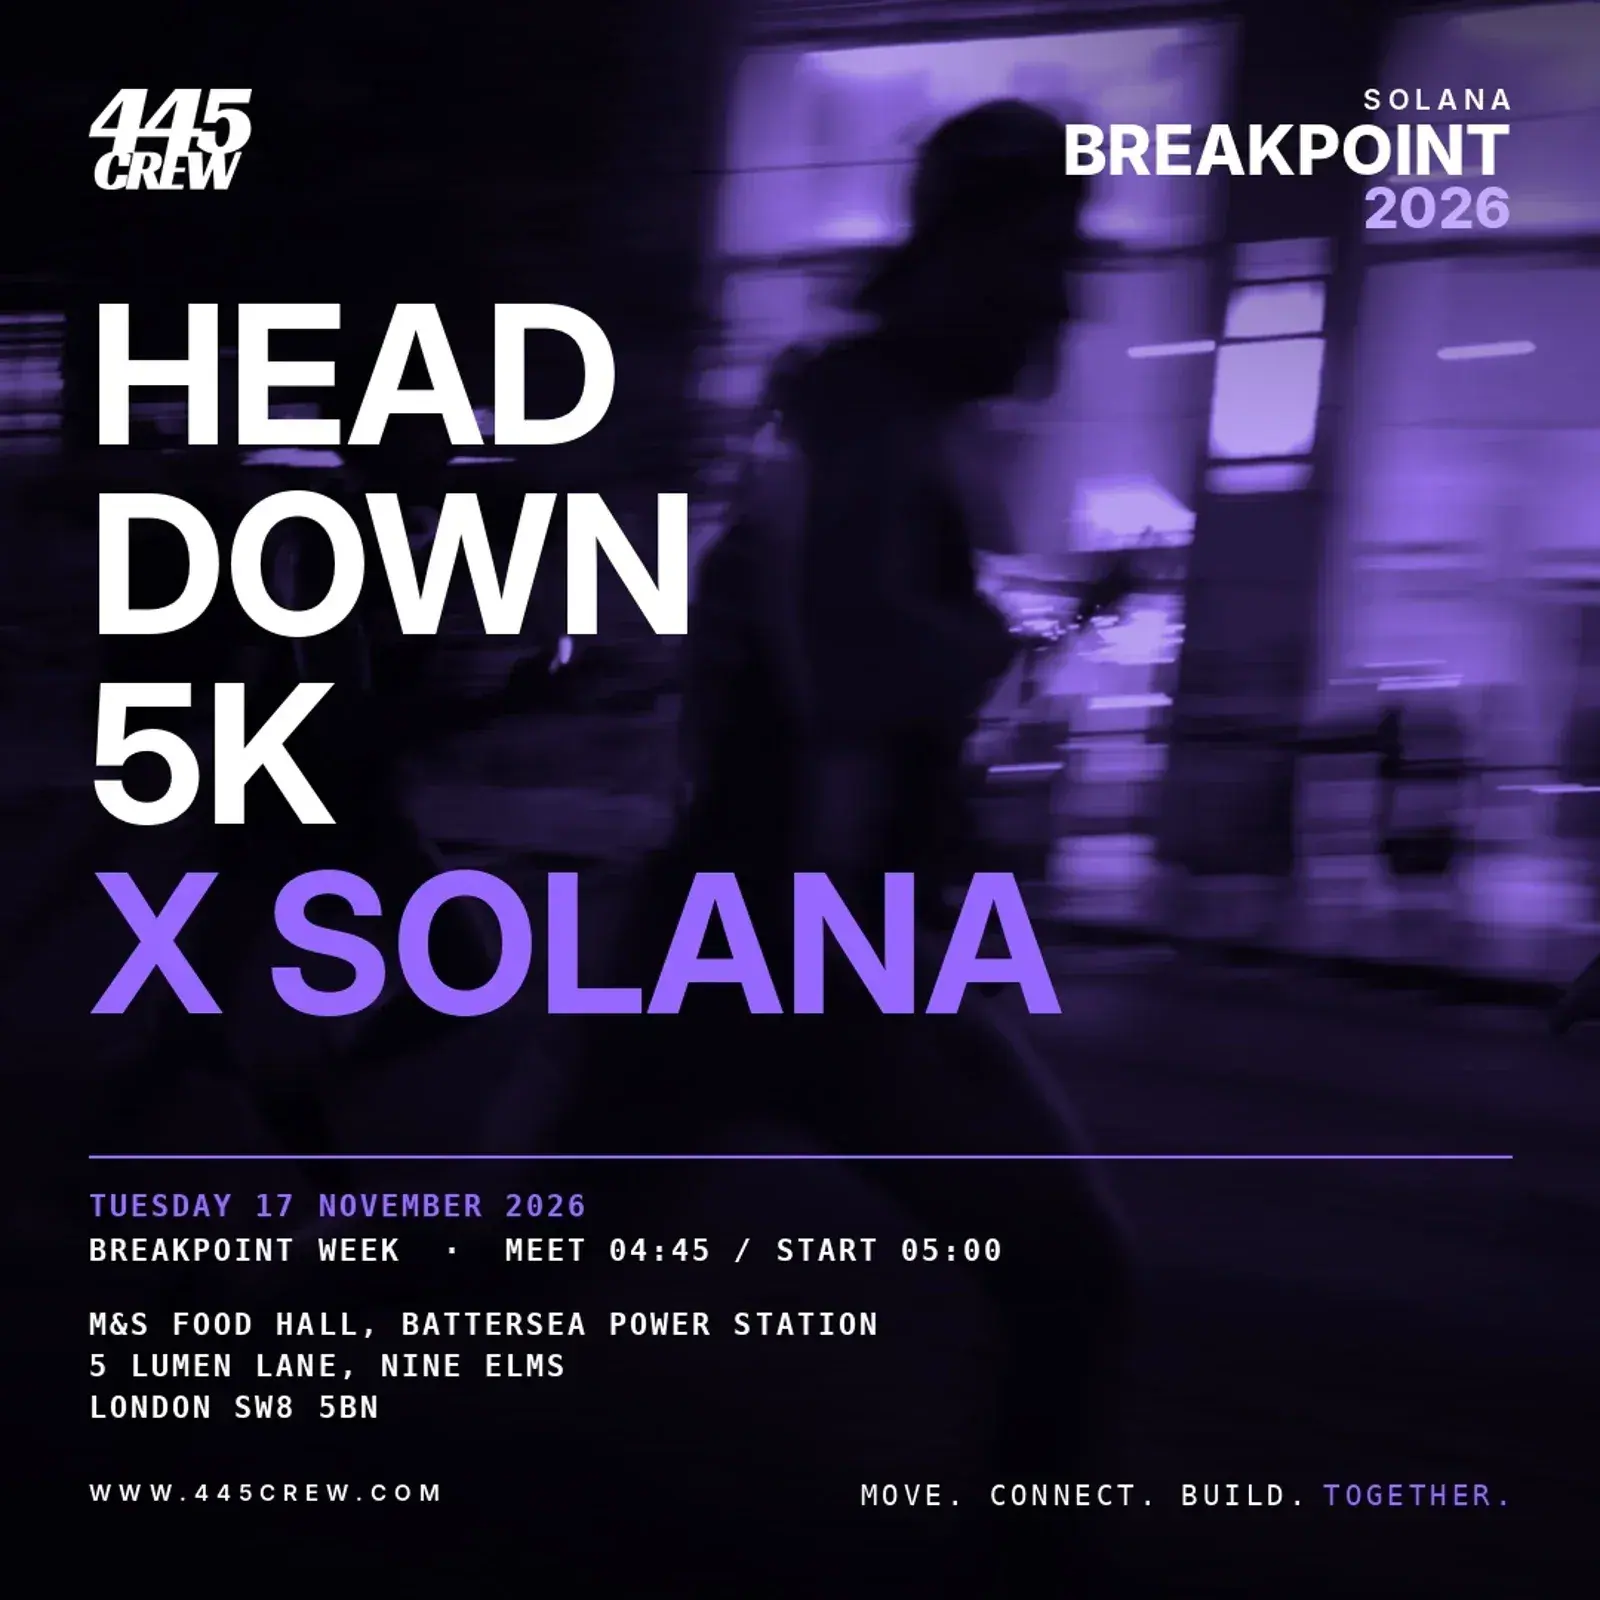 445
CREW
SOLANA
BREAKPOINT
2026
HEAD
DOWN
5K
X SOLANA
TUESDAY 17 NOVEMBER 2026
BREAKPOINT WEEK · MEET 04:45 / START 05:00
M&S FOOD HALL, BATTERSEA POWER STATION
5 LUMEN LANE, NINE ELMS
LONDON SW8 5BN
WWW.445CREW.COM
MOVE. CONNECT. BUILD. TOGETHER.